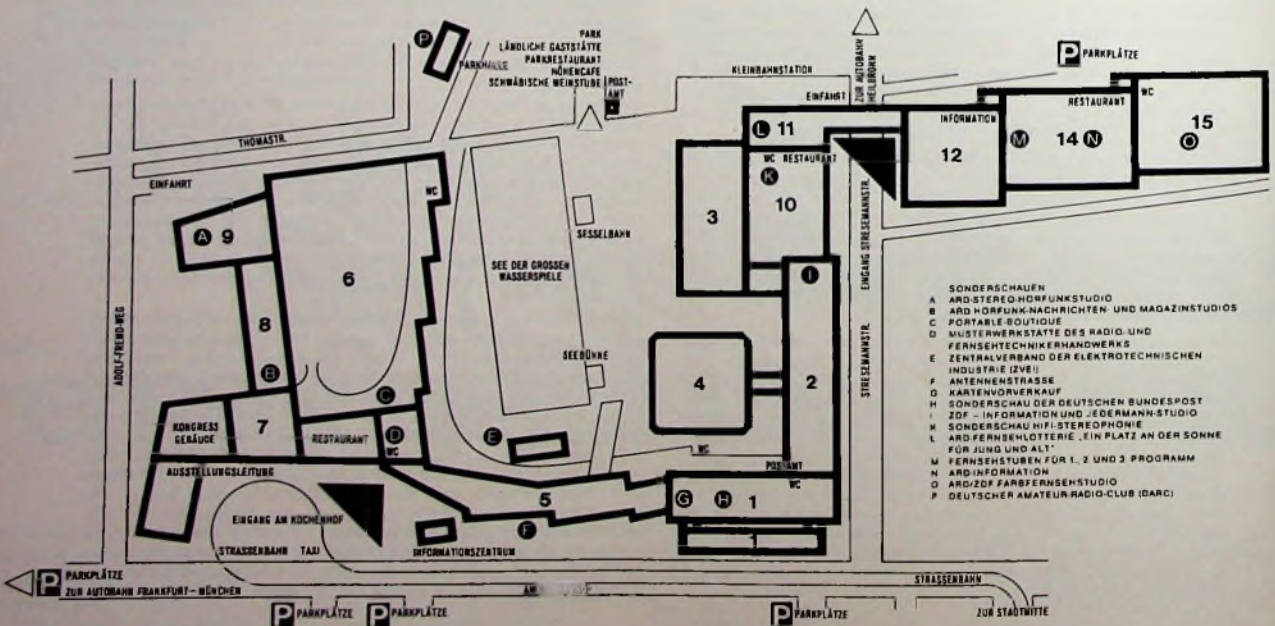 P
PARKHALLE
PARK
LÄNDLICHE GASTSTÄTTE
PARKRESTAURANT
HÖHENCAFE
SCHWÄBISCHE WEINSTUBE
POST-
AMT
KLEINBAHNSTATION
ZUR AUTOBAHN
HEILBRONN
P PARKPLÄTZE
EINFAHRT
THOMASTR.
EINFAHRT
L 11
INFORMATION
12
RESTAURANT
M 14 N
WC
15
O
WC RESTAURANT
K
10
3
WC
A 9
6
SESSELBAHN
SEE DER GROSSEN
WASSERSPIELE
I
EINGANG STRESEMANNSTR.
STRESEMANNSTR.
8
B
ADOLF-FREMD-WEG
SEEBÜHNE
4
2
C
KONGRESS
GEBÄUDE
7
RESTAURANT
D
WC
E
WC
POSTAMT
WC
AUSSTELLUNGSLEITUNG
5
G H 1
EINGANG AM KOCHENHOF
F
STRASSENBAHN TAXI
INFORMATIONSZENTRUM
P PARKPLÄTZE
ZUR AUTOBAHN FRANKFURT – MÜNCHEN
AM
STRASSENBAHN
P PARKPLÄTZE P PARKPLÄTZE
P PARKPLÄTZE
ZUR STADTMITTE
SONDERSCHAUEN
A ARD-STEREO-HÖRFUNKSTUDIO
B ARD HÖRFUNK-NACHRICHTEN- UND MAGAZINSTUDIOS
C PORTABLE-BOUTIQUE
D MUSTERWERKSTÄTTE DES RADIO- UND
FERNSEHTECHNIKERHANDWERKS
E ZENTRALVERBAND DER ELEKTROTECHNISCHEN
INDUSTRIE (ZVEI)
F ANTENNENSTRASSE
G KARTENVORVERKAUF
H SONDERSCHAU DER DEUTSCHEN BUNDESPOST
I ZDF – INFORMATION UND JEDERMANN-STUDIO
K SONDERSCHAU HIFI-STEREOPHONIE
L ARD-FERNSEHLOTTERIE „EIN PLATZ AN DER SONNE
FÜR JUNG UND ALT"
M FERNSEHSTUBEN FÜR 1., 2. UND 3. PROGRAMM
N ARD-INFORMATION
O ARD/ZDF FARBFERNSEHSTUDIO
P DEUTSCHER AMATEUR-RADIO-CLUB (DARC)